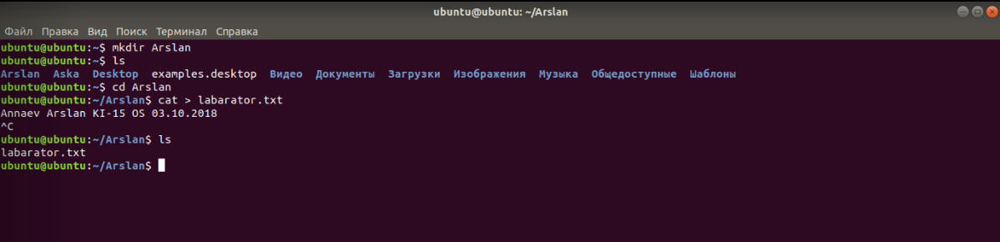 ubuntu@ubuntu: ~/Arslan
Файл Правка Вид Поиск Терминал Справка
ubuntu@ubuntu:~$ mkdir Arslan
ubuntu@ubuntu:~$ ls
Arslan Aska Desktop examples.desktop Видео Документы Загрузки Изображения Музыка Общедоступные Шаблоны
ubuntu@ubuntu:~$ cd Arslan
ubuntu@ubuntu:~/Arslan$ cat > labarator.txt
Annaev Arslan KI-15 OS 03.10.2018
^C
ubuntu@ubuntu:~/Arslan$ ls
labarator.txt
ubuntu@ubuntu:~/Arslan$